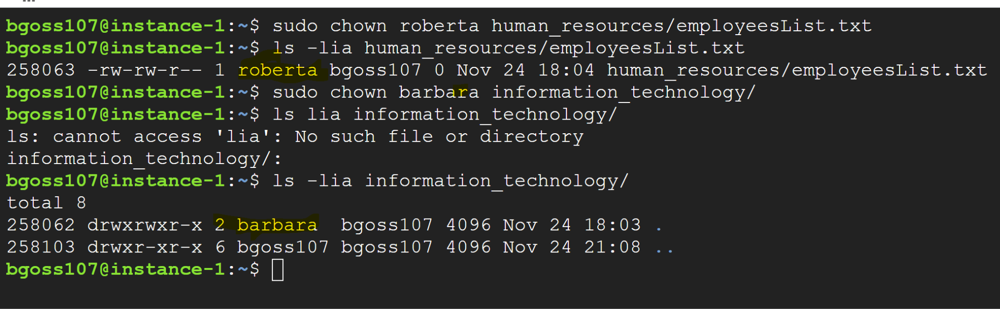 bgoss107@instance-1:~$ sudo chown roberta human_resources/employeesList.txt
bgoss107@instance-1:~$ ls -lia human_resources/employeesList.txt
258063 -rw-rw-r-- 1 roberta bgoss107 0 Nov 24 18:04 human_resources/employeesList.txt
bgoss107@instance-1:~$ sudo chown barbara information_technology/
bgoss107@instance-1:~$ ls lia information_technology/
ls: cannot access 'lia': No such file or directory
information_technology/:
bgoss107@instance-1:~$ ls -lia information_technology/
total 8
258062 drwxrwxr-x 2 barbara  bgoss107 4096 Nov 24 18:03 .
258103 drwxr-xr-x 6 bgoss107 bgoss107 4096 Nov 24 21:08 ..
bgoss107@instance-1:~$